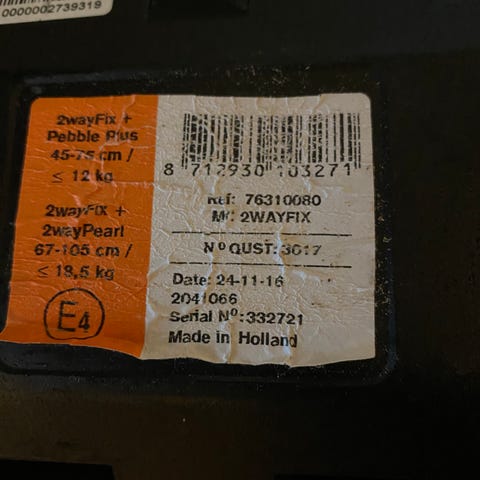 0000002739319
2wayFix +
Pebble Plus
45-75 cm /
≤ 12 kg
2wayFix +
2wayPearl
67-105 cm /
≤ 18,5 kg
E4
8 712930 103271
Ref: 76310080
M: 2WAYFIX
Nº QUST: 3017
Date: 24-11-16
2041066
Serial Nº: 332721
Made in Holland